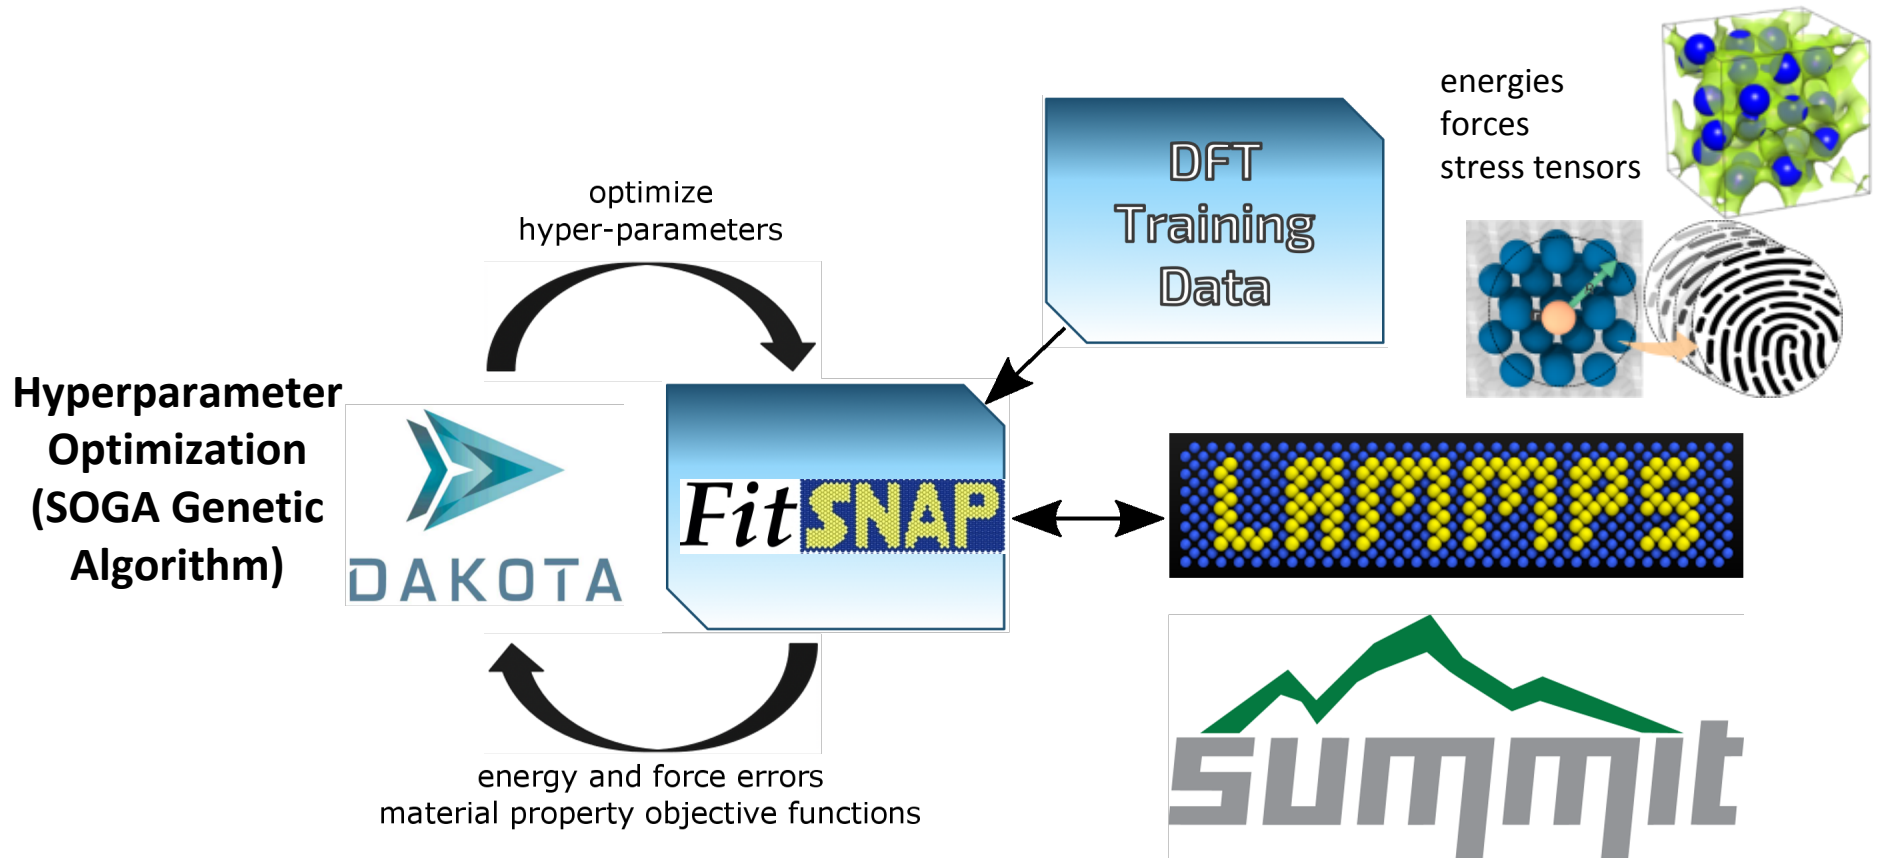 energies
forces
stress tensors
DFT
Training
Data
optimize
hyper-parameters
Hyperparameter
Optimization
(SOGA Genetic
Algorithm)
DAKOTA
FitSNAP
LAMMPS
energy and force errors
material property objective functions
summit